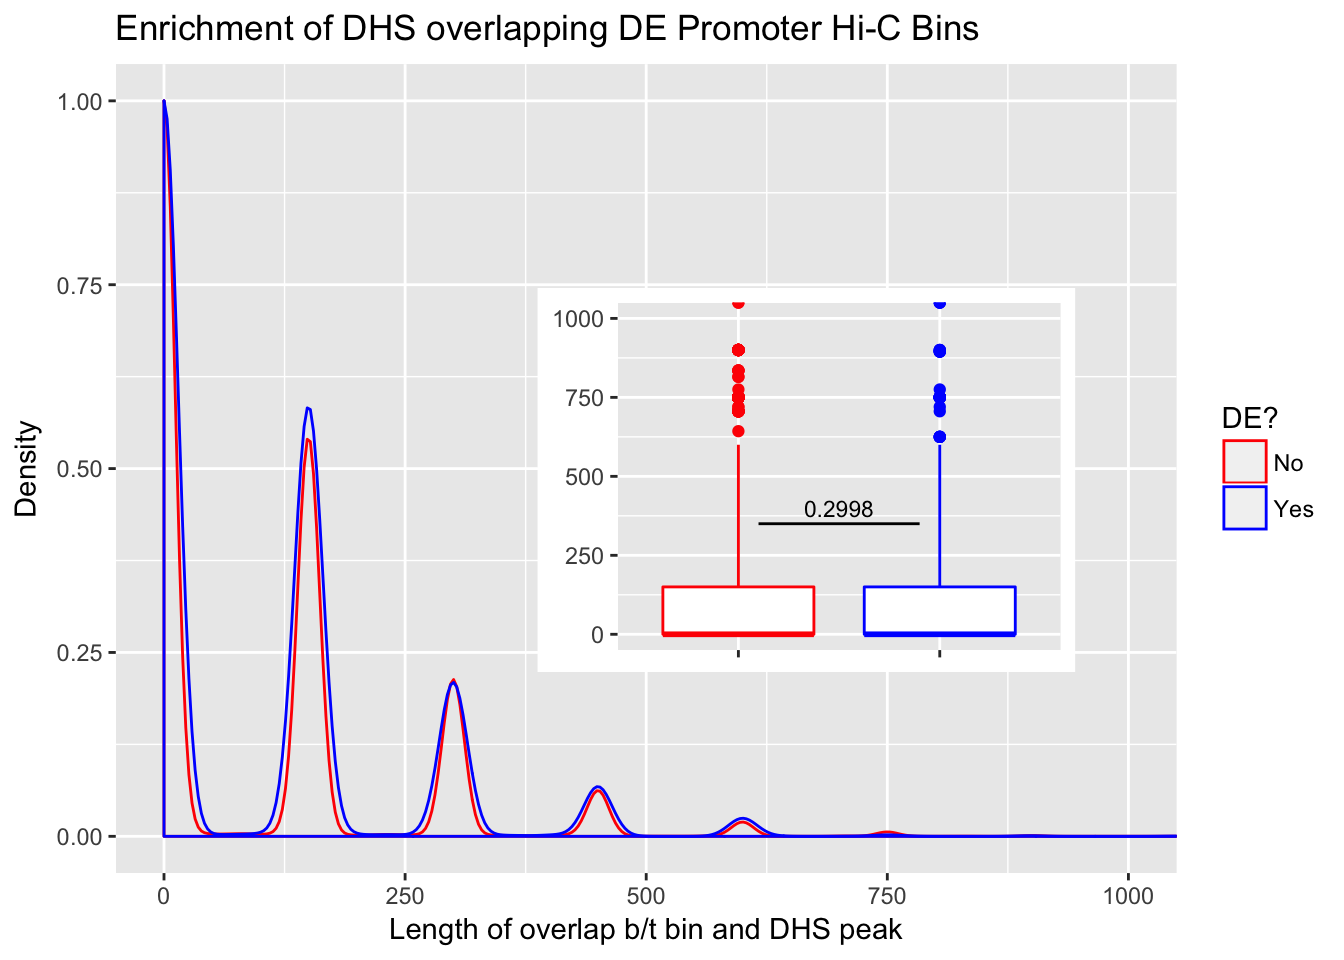 Enrichment of DHS overlapping DE Promoter Hi-C Bins
Density
1.00
0.75
0.50
0.25
0.00
0 250 500 750 1000
Length of overlap b/t bin and DHS peak
1000
750
500
250
0
0.2998
DE?
No
Yes